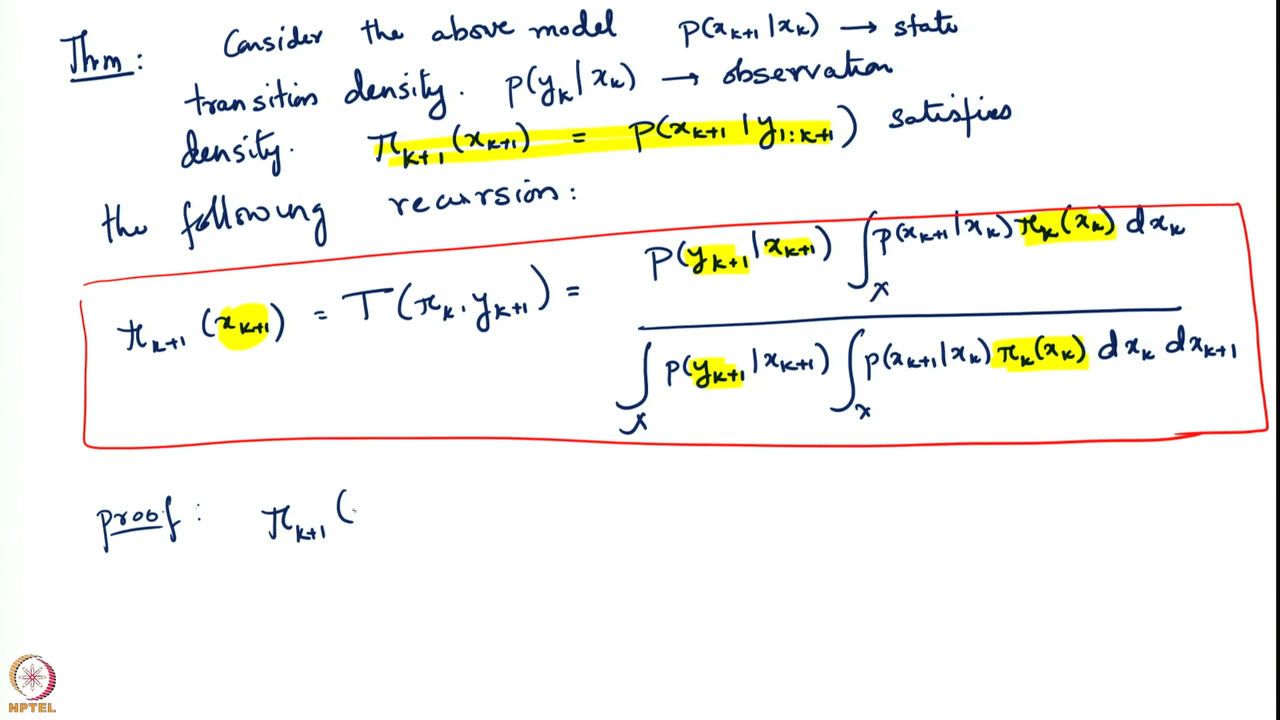 Thm: Consider the above model p(x_{k+1}|x_k) → state
transition density. p(y_k|x_k) → observation
density. π_{k+1}(x_{k+1}) = p(x_{k+1}|y_{1:k+1}) satisfies
the following recursion:
π_{k+1}(x_{k+1}) = T(π_k, y_{k+1}) = p(y_{k+1}|x_{k+1}) ∫_X p(x_{k+1}|x_k) π_k(x_k) dx_k
∫_X p(y_{k+1}|x_{k+1}) ∫_X p(x_{k+1}|x_k) π_k(x_k) dx_k dx_{k+1}
proof: π_{k+1}(
NPTEL